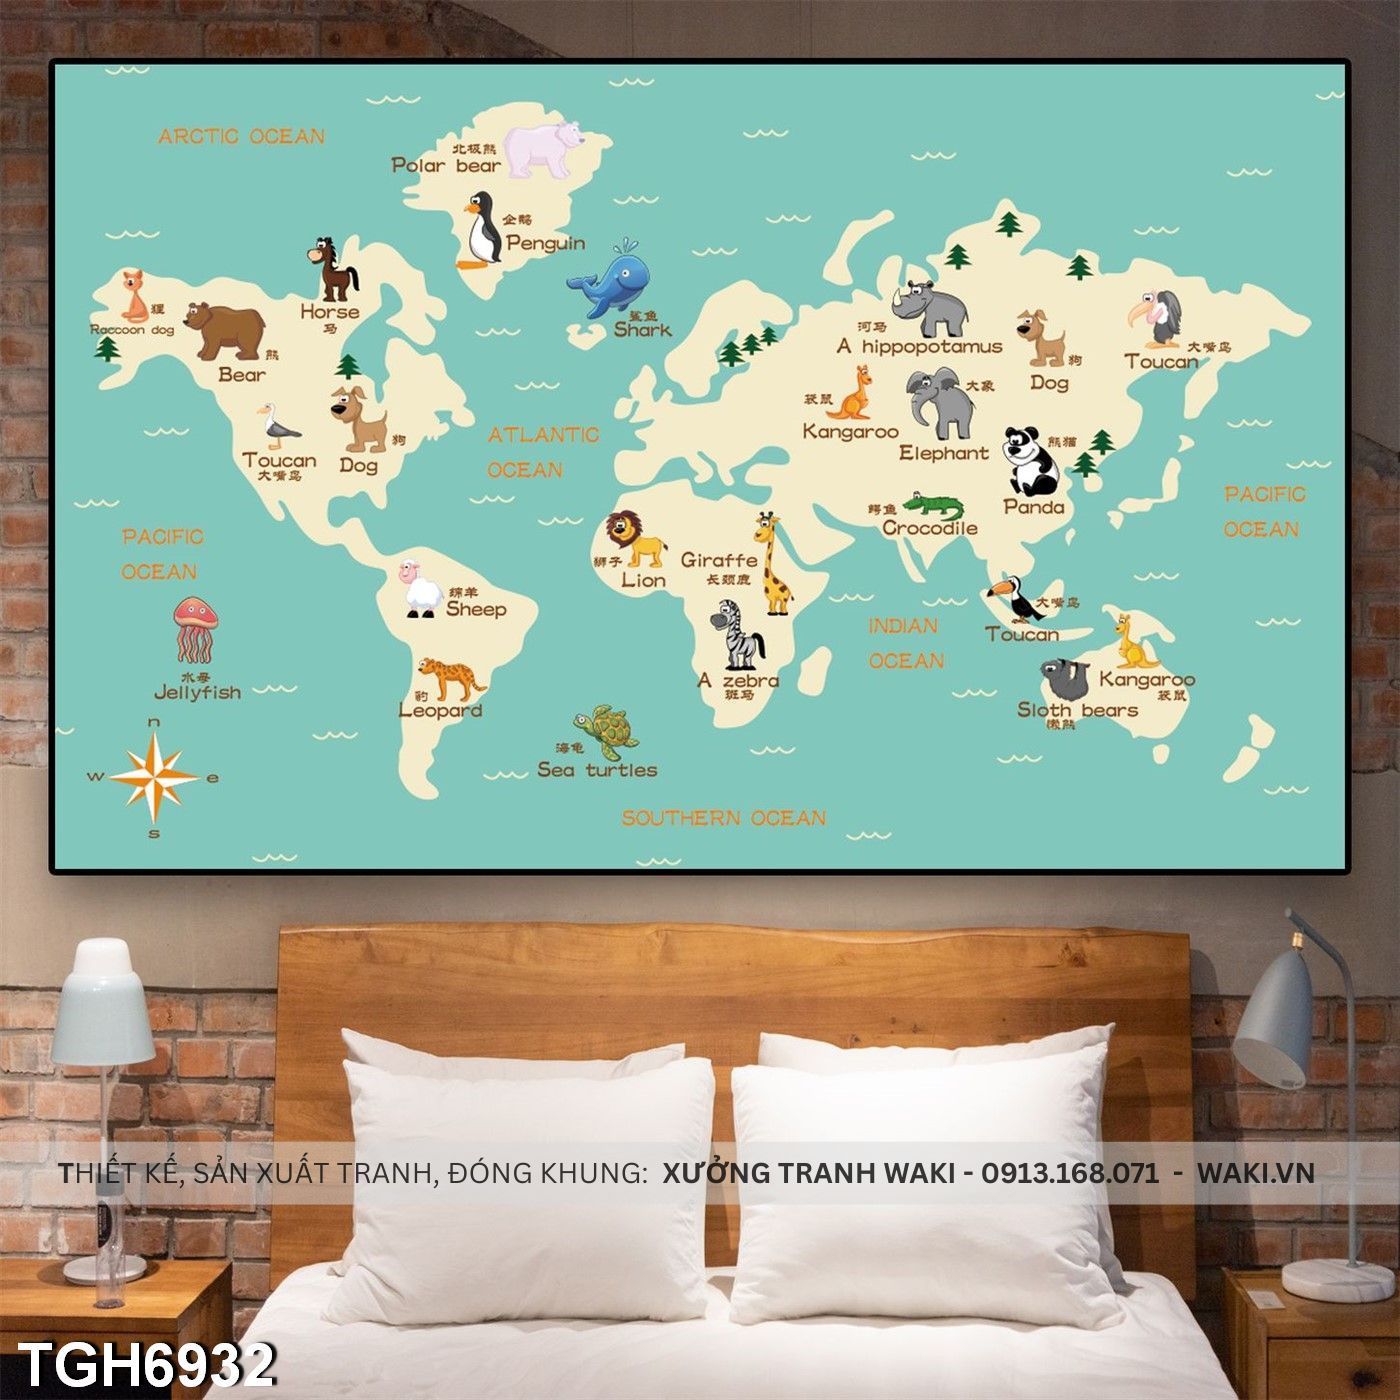 ARCTIC OCEAN
北极熊
Polar bear
企鹅
Penguin
Horse
马
狸
Raccoon dog
熊
Bear
鲨鱼
Shark
河马
A hippopotamus
狗
Dog
大嘴鸟
Toucan
袋鼠
Kangaroo
大象
Elephant
熊猫
Panda
Toucan
大嘴鸟
狗
Dog
ATLANTIC
OCEAN
PACIFIC
OCEAN
鳄鱼
Crocodile
PACIFIC
OCEAN
狮子
Lion
Giraffe
长颈鹿
绵羊
Sheep
大嘴鸟
Toucan
INDIAN
OCEAN
水母
Jellyfish
豹
Leopard
A zebra
斑马
Kangaroo
袋鼠
Sloth bears
懒熊
海龟
Sea turtles
n
w e
s
SOUTHERN OCEAN
THIẾT KẾ, SẢN XUẤT TRANH, ĐÓNG KHUNG: XƯỞNG TRANH WAKI - 0913.168.071 - WAKI.VN
TGH6932